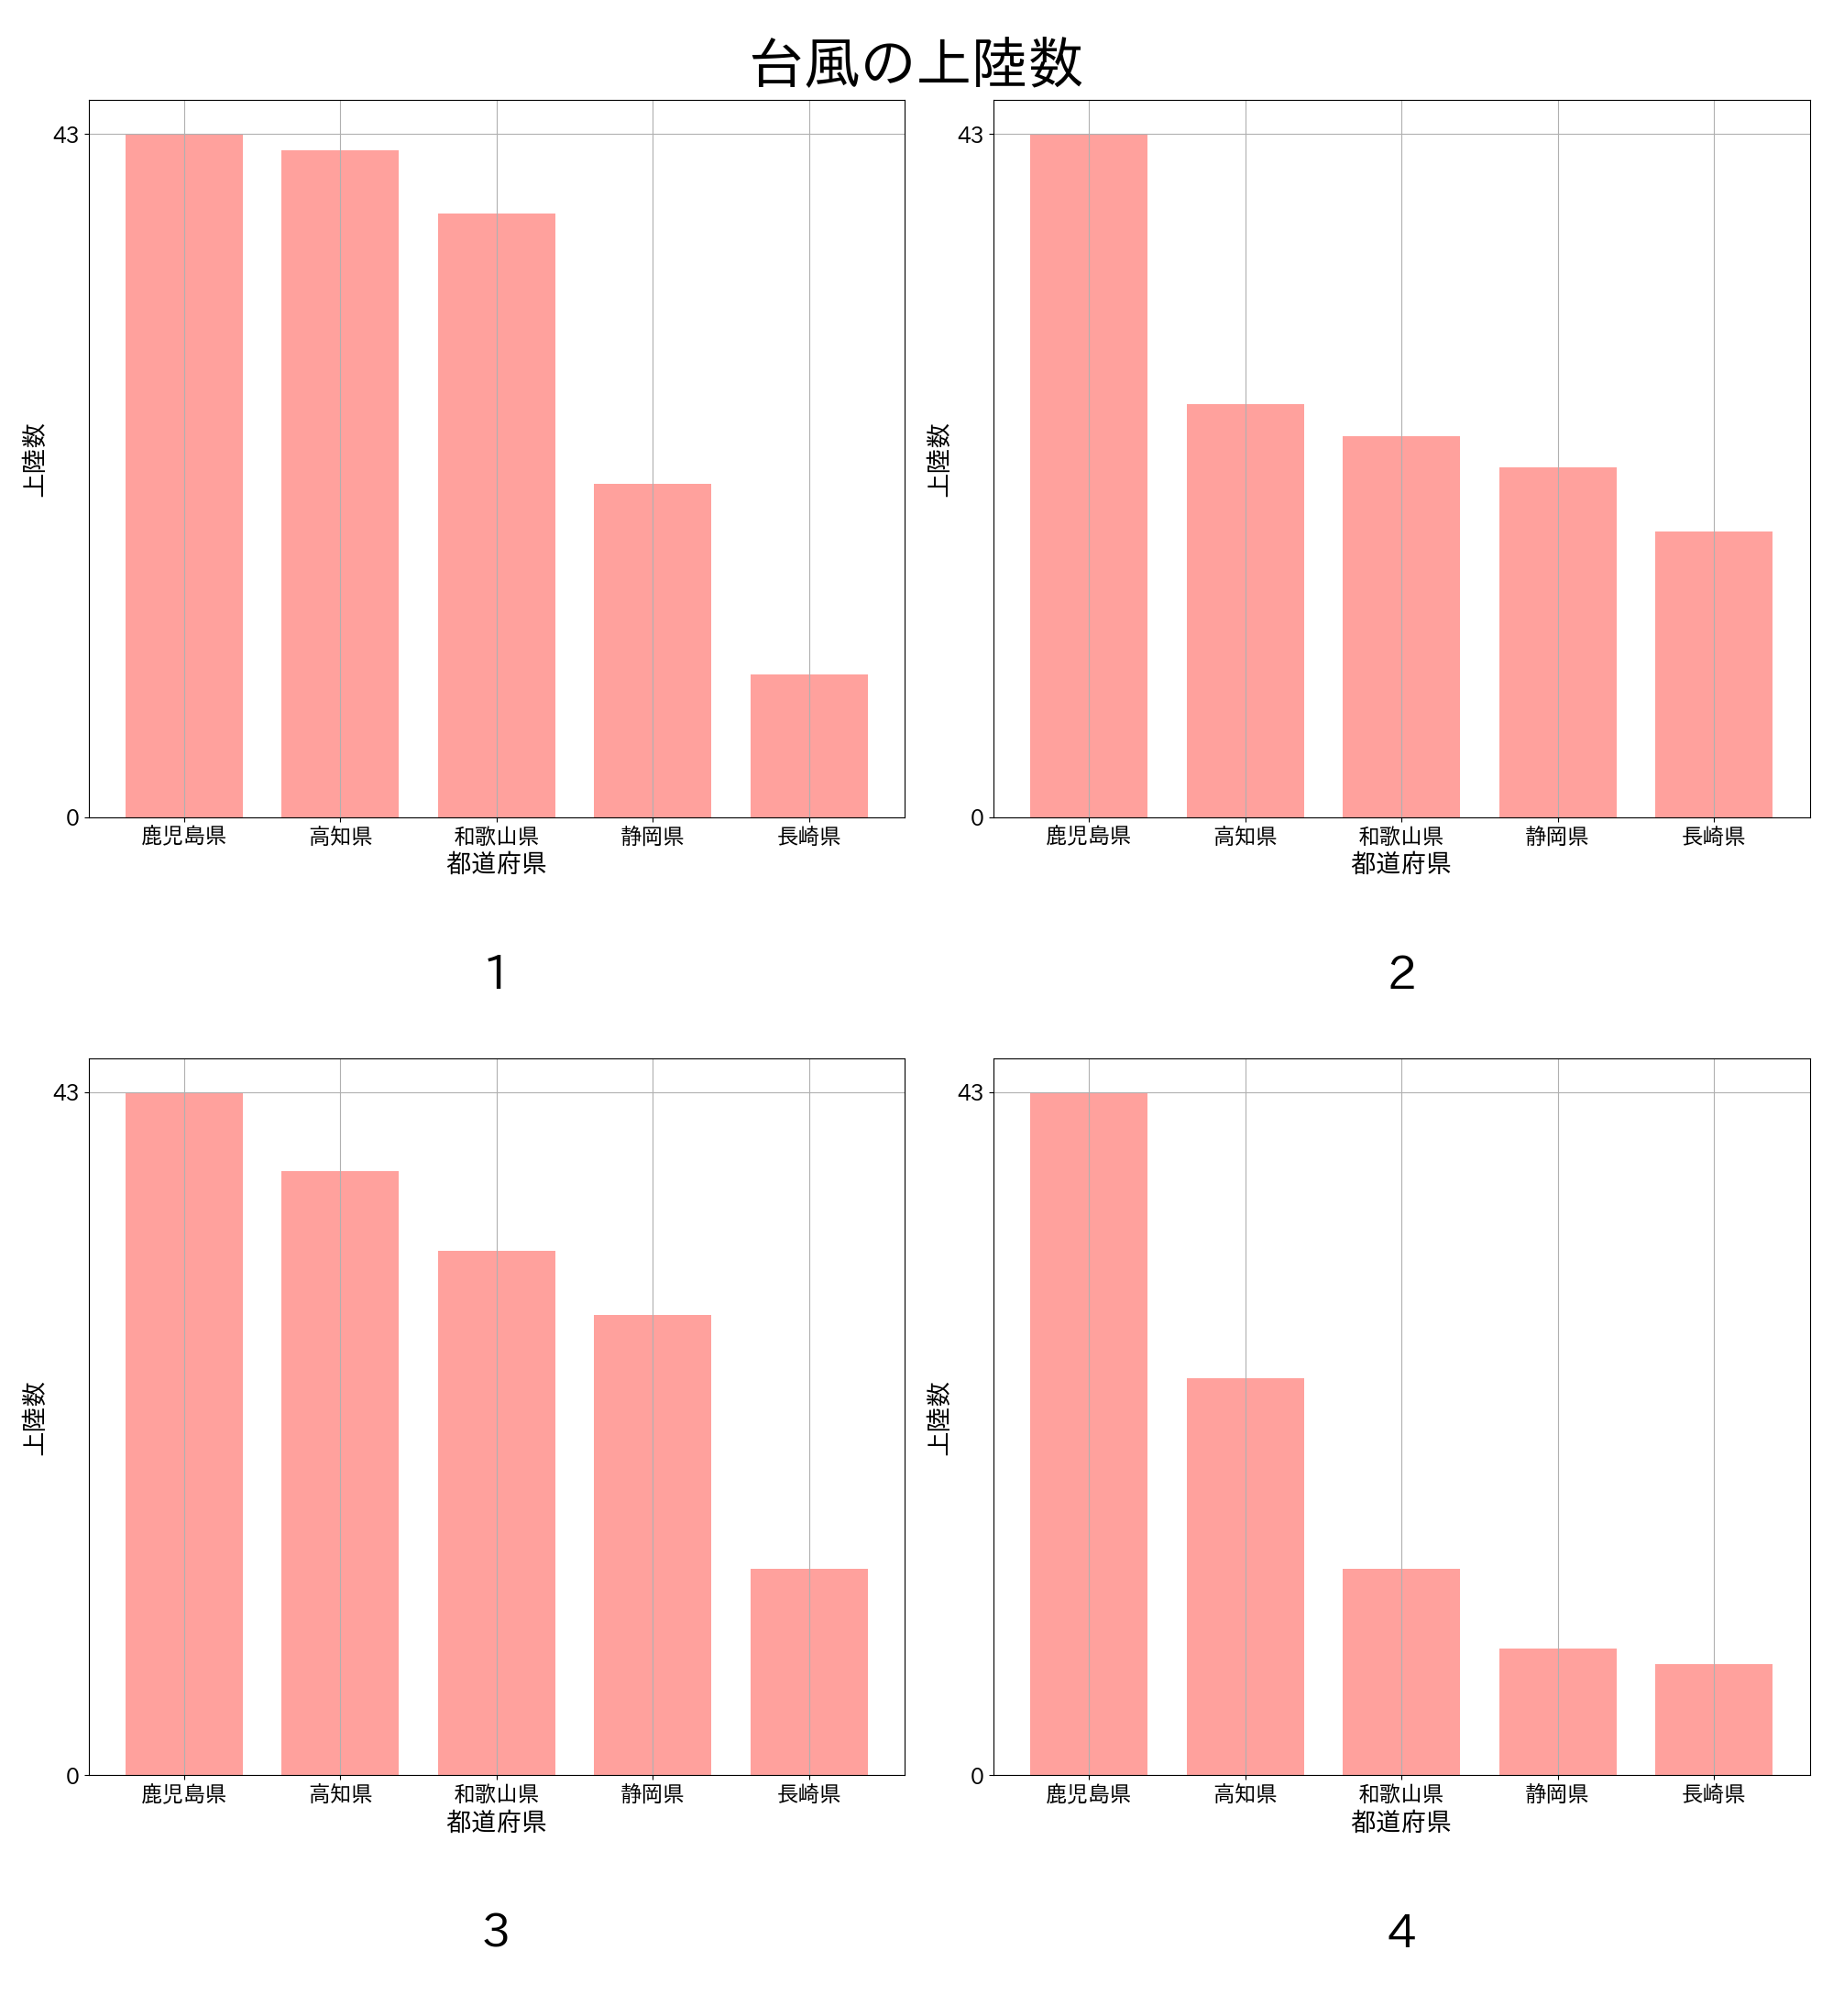 台風の上陸数
43
0
上陸数
鹿児島県 高知県 和歌山県 静岡県 長崎県
都道府県
1
43
0
上陸数
鹿児島県 高知県 和歌山県 静岡県 長崎県
都道府県
2
43
0
上陸数
鹿児島県 高知県 和歌山県 静岡県 長崎県
都道府県
3
43
0
上陸数
鹿児島県 高知県 和歌山県 静岡県 長崎県
都道府県
4